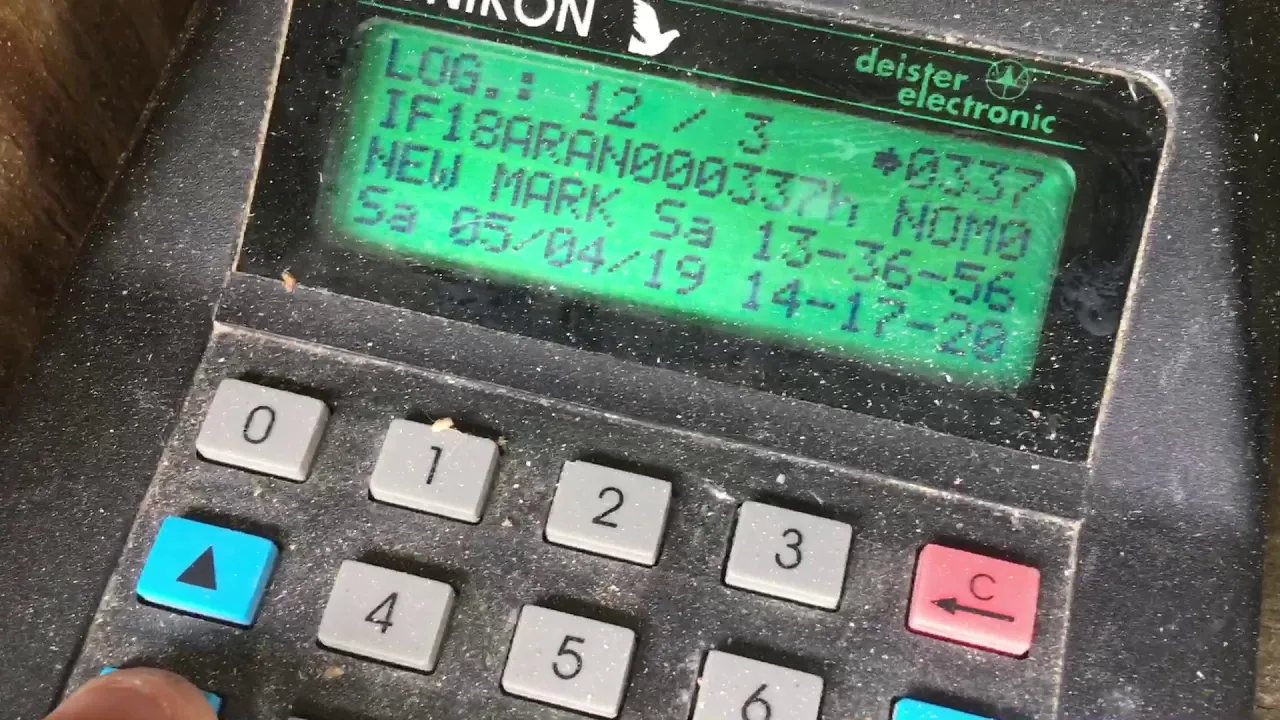 NIKON
deister
electronic
LOG.: 12 / 3 ♣0337
IF18ARAN000337h NOM0
NEW MARK Sa 13-36-56
Sa 05/04/19 14-17-20
0
1
2
3
C
4
5
6